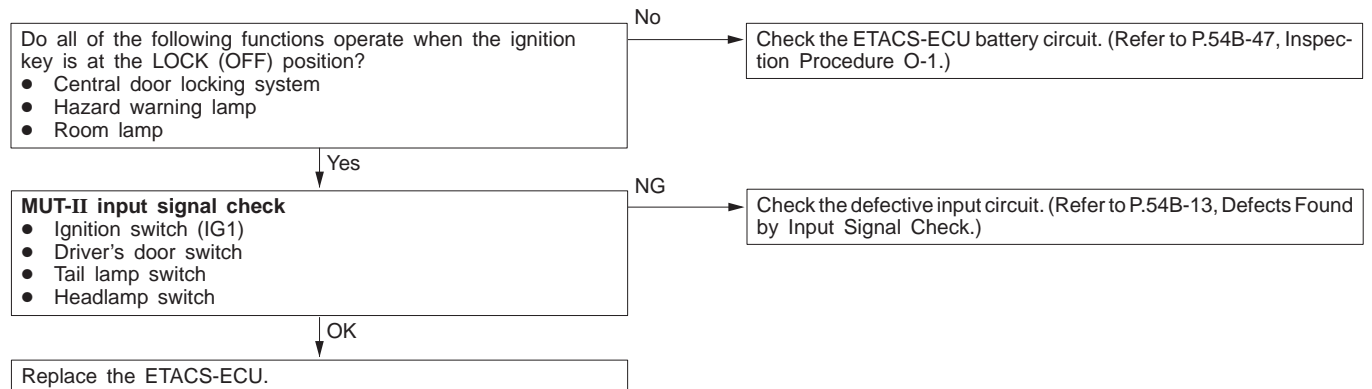 No
Do all of the following functions operate when the ignition
key is at the LOCK (OFF) position?
● Central door locking system
● Hazard warning lamp
● Room lamp
Check the ETACS-ECU battery circuit. (Refer to P.54B-47, Inspec-
tion Procedure O-1.)
Yes
NG
MUT-II input signal check
● Ignition switch (IG1)
● Driver's door switch
● Tail lamp switch
● Headlamp switch
Check the defective input circuit. (Refer to P.54B-13, Defects Found
by Input Signal Check.)
OK
Replace the ETACS-ECU.